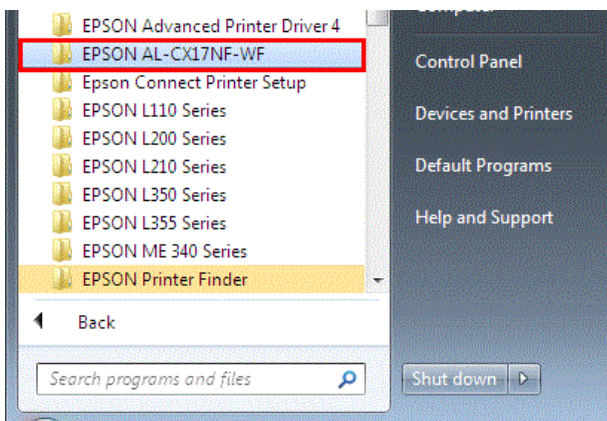 EPSON Advanced Printer Driver 4
EPSON AL-CX17NF-WF
Epson Connect Printer Setup
EPSON L110 Series
EPSON L200 Series
EPSON L210 Series
EPSON L350 Series
EPSON L355 Series
EPSON ME 340 Series
EPSON Printer Finder
Back
Search programs and files
Control Panel
Devices and Printers
Default Programs
Help and Support
Shut down